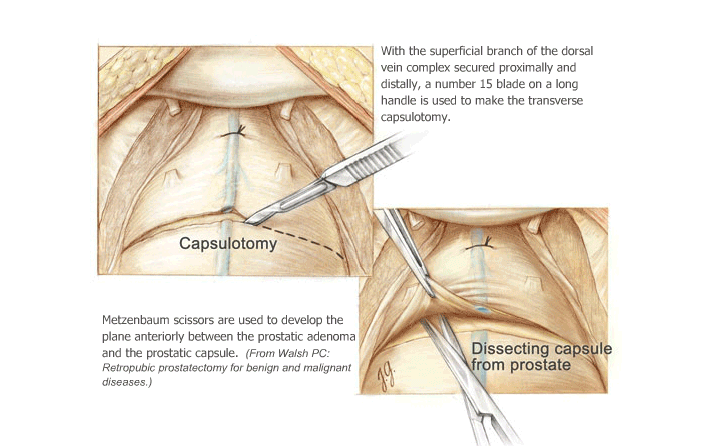 With the superficial branch of the dorsal
vein complex secured proximally and
distally, a number 15 blade on a long
handle is used to make the transverse
capsulotomy.
Capsulotomy
Metzenbaum scissors are used to develop the
plane anteriorly between the prostatic adenoma
and the prostatic capsule. (From Walsh PC:
Retropubic prostatectomy for benign and malignant
diseases.)
Dissecting capsule
from prostate
J.G.